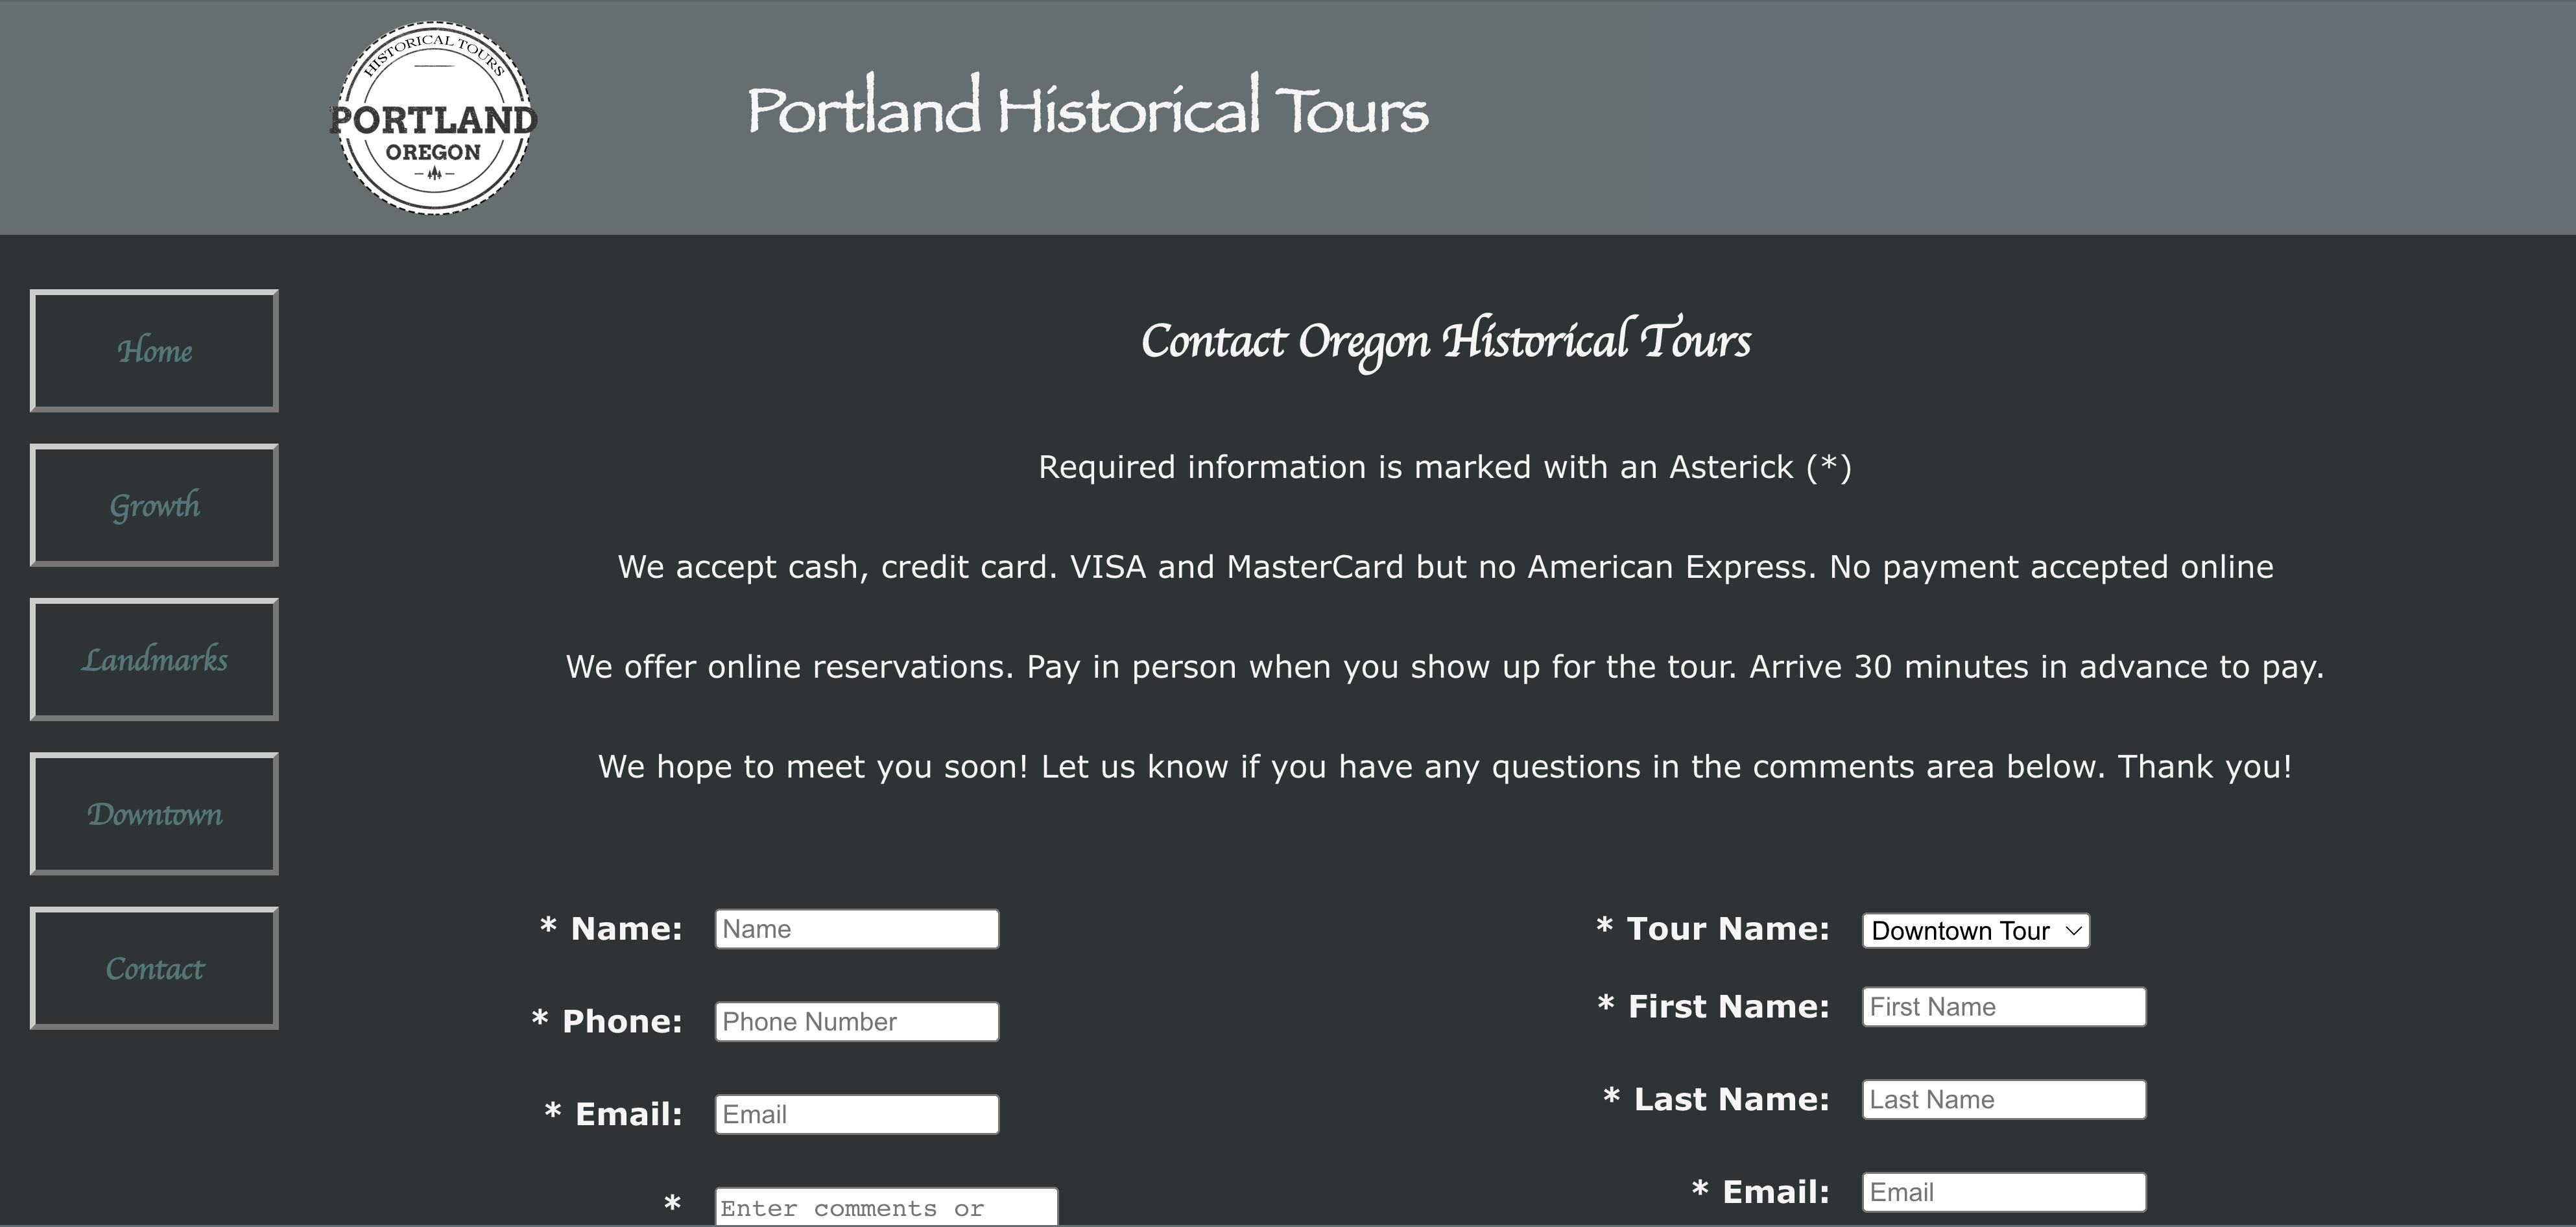 HISTORICAL TOURS
PORTLAND
OREGON
Portland Historical Tours
Home
Growth
Landmarks
Downtown
Contact
Contact Oregon Historical Tours
Required information is marked with an Asterick (*)
We accept cash, credit card. VISA and MasterCard but no American Express. No payment accepted online
We offer online reservations. Pay in person when you show up for the tour. Arrive 30 minutes in advance to pay.
We hope to meet you soon! Let us know if you have any questions in the comments area below. Thank you!
* Name: Name
* Phone: Phone Number
* Email: Email
* Enter comments or
* Tour Name: Downtown Tour
* First Name: First Name
* Last Name: Last Name
* Email: Email